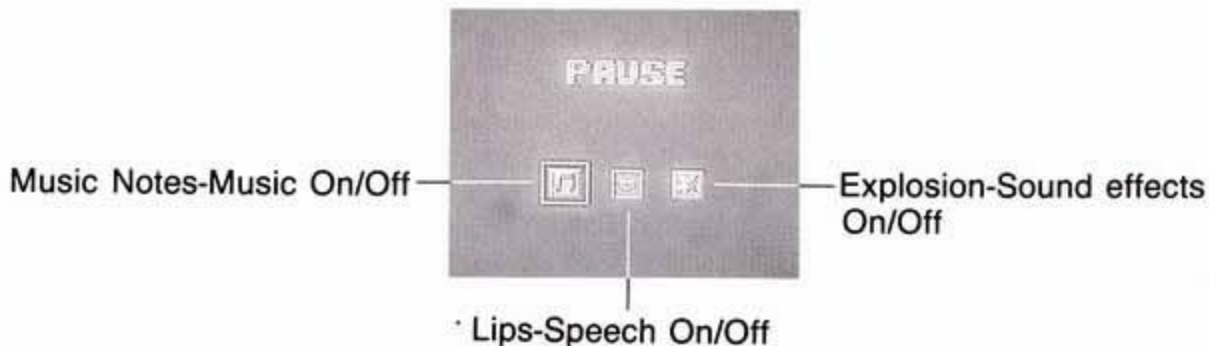 PAUSE
Music Notes-Music On/Off
Explosion-Sound effects
On/Off
Lips-Speech On/Off